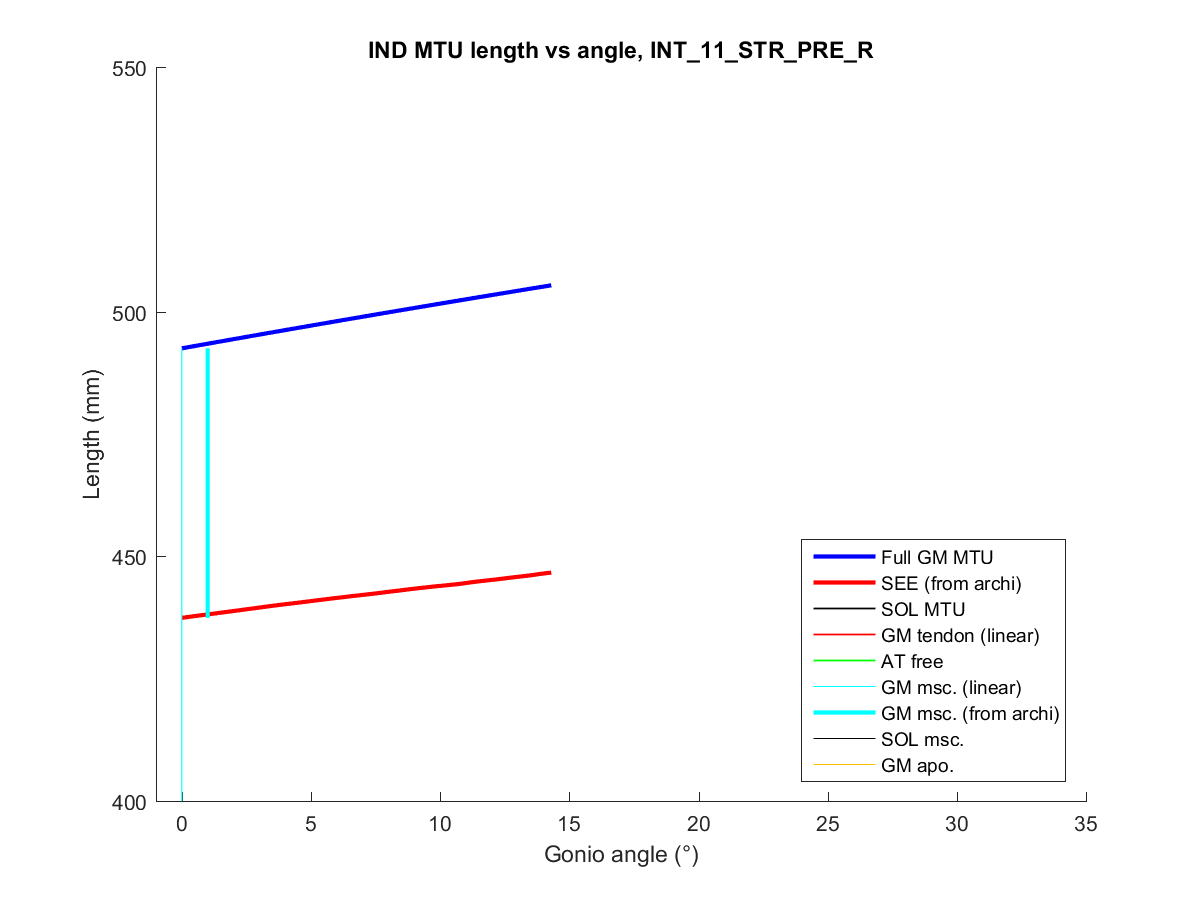 IND MTU length vs angle, INT_11_STR_PRE_R
550
500
450
400
Length (mm)
0 5 10 15 20 25 30 35
Gonio angle (°)
Full GM MTU
SEE (from archi)
SOL MTU
GM tendon (linear)
AT free
GM msc. (linear)
GM msc. (from archi)
SOL msc.
GM apo.